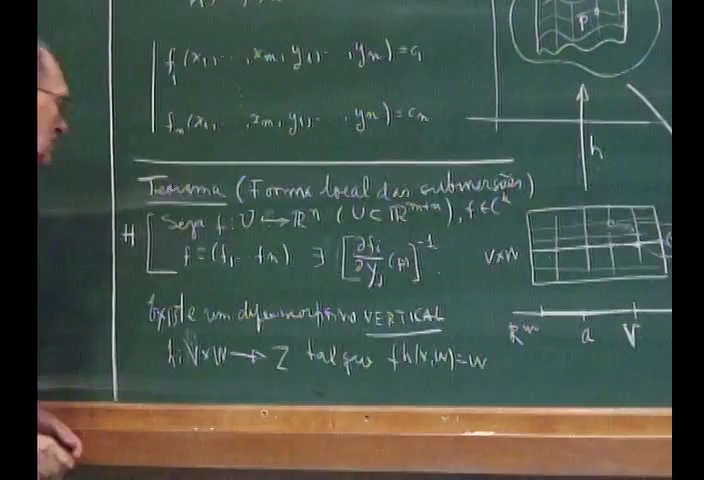 f₁(x₁, ..., xₘ, y₁, ..., yₙ) = c₁
fₙ(x₁, ..., xₘ, y₁, ..., yₙ) = cₙ
Teorema (Forma local das submersões)
H [ Seja f: U → ℝⁿ (U ⊂ ℝᵐ⁺ⁿ), f ∈ Cᵏ
f = (f₁ ... fₙ) ∃ [∂fᵢ/∂yⱼ (p)]⁻¹
Existe um difeomorfismo VERTICAL
h: V×W → Z tal que fh(x,w) = w
p
h
V×W
ℝᵐ a V